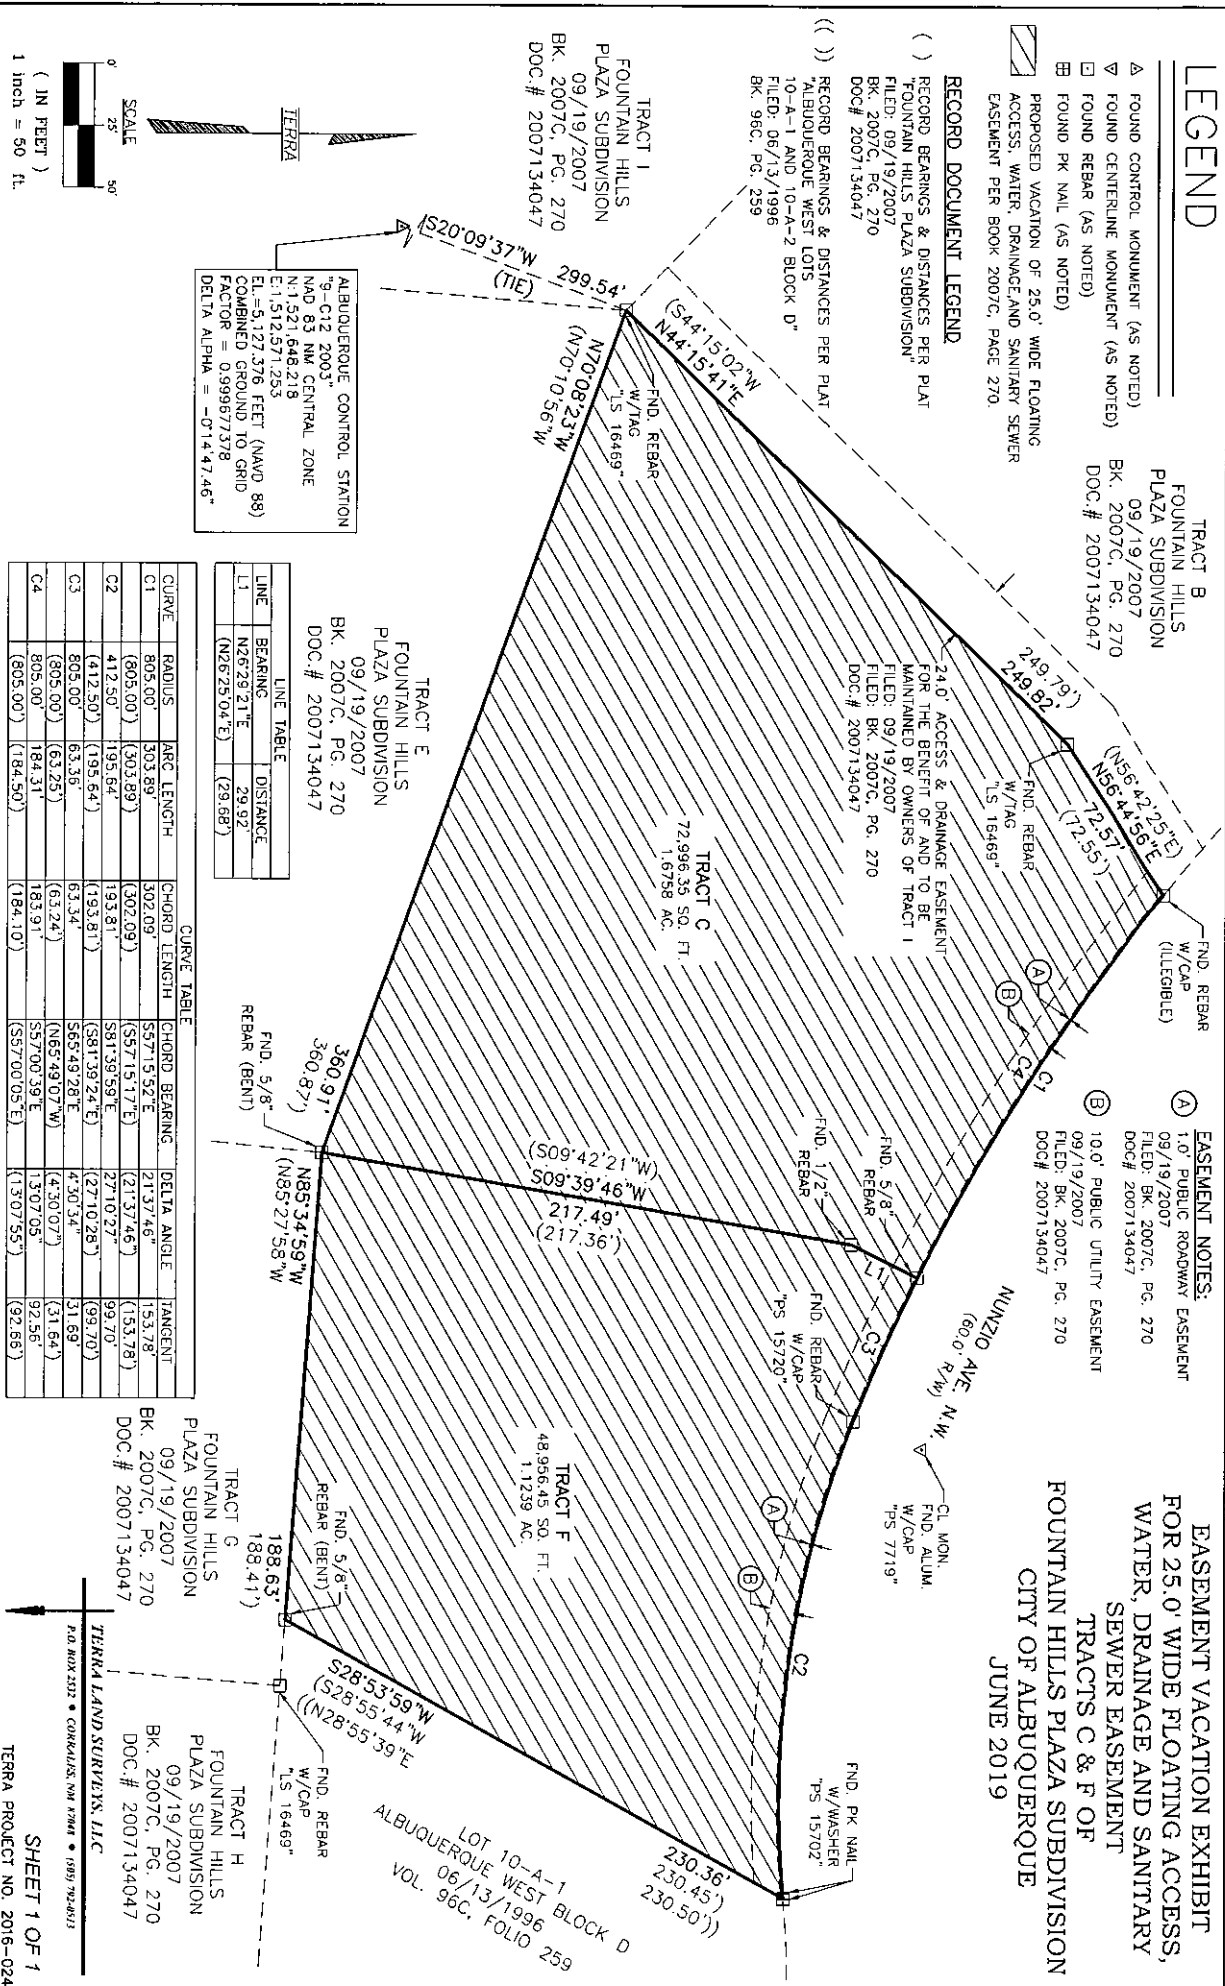 LEGEND
FOUND CONTROL MONUMENT (AS NOTED)
FOUND CENTERLINE MONUMENT (AS NOTED)
FOUND REBAR (AS NOTED)
FOUND PK NAIL (AS NOTED)
PROPOSED VACATION OF 25.0' WIDE FLOATING
ACCESS, WATER, DRAINAGE,AND SANITARY SEWER
EASEMENT PER BOOK 2007C, PAGE 270.
RECORD DOCUMENT LEGEND
( ) RECORD BEARINGS & DISTANCES PER PLAT
"FOUNTAIN HILLS PLAZA SUBDIVISION"
FILED: 09/19/2007
BK. 2007C, PG. 270
DOC# 2007134047
(( )) RECORD BEARINGS & DISTANCES PER PLAT
"ALBUQUERQUE WEST LOTS
10-A-1 AND 10-A-2 BLOCK D"
FILED: 06/13/1996
BK. 96C, PG. 259
TRACT I
FOUNTAIN HILLS
PLAZA SUBDIVISION
09/19/2007
BK. 2007C, PG. 270
DOC.# 2007134047
TERRA
SCALE
0' 25' 50'
( IN FEET )
1 inch = 50 ft.
TRACT B
FOUNTAIN HILLS
PLAZA SUBDIVISION
09/19/2007
BK. 2007C, PG. 270
DOC.# 2007134047
EASEMENT NOTES:
A 1.0' PUBLIC ROADWAY EASEMENT
09/19/2007
FILED: BK. 2007C, PG. 270
DOC# 2007134047
B 10.0' PUBLIC UTILITY EASEMENT
09/19/2007
FILED: BK. 2007C, PG. 270
DOC# 2007134047
EASEMENT VACATION EXHIBIT
FOR 25.0' WIDE FLOATING ACCESS,
WATER, DRAINAGE AND SANITARY
SEWER EASEMENT
TRACTS C & F OF
FOUNTAIN HILLS PLAZA SUBDIVISION
CITY OF ALBUQUERQUE
JUNE 2019
FND. REBAR
W/CAP
(ILLEGIBLE)
(N56°42'25"E)
N56°44'56"E
72.57'
(72.55')
249.79')
249.82'
(S44°15'02"W
N44°15'41"E
FND. REBAR
W/TAG
"LS 16469"
FND. REBAR
W/TAG
"LS 16469"
24.0' ACCESS & DRAINAGE EASEMENT
FOR THE BENEFIT OF AND TO BE
MAINTAINED BY OWNERS OF TRACT I
FILED: 09/19/2007
FILED: BK. 2007C, PG. 270
DOC.# 2007134047
A
B
C1
C4
NUNZIO AVE. N.W.
(60.0' R/W)
CL MON.
FND. ALUM.
W/CAP
"PS 7719"
FND. 5/8"
REBAR
FND. 1/2"
REBAR
L1
C3
FND. REBAR
W/CAP
"PS 15720"
TRACT C
72,996.35 SQ. FT.
1.6758 AC.
(S09°42'21"W)
S09°39'46"W
217.49'
(217.36')
TRACT F
48,956.45 SQ. FT.
1.1239 AC.
A
B
C2
FND. PK NAIL
W/WASHER
"PS 15702"
(S20°09'37"W 299.54'
(TIE)
N70°08'23"W
(N70°10'56"W
360.91'
360.87')
FND. 5/8"
REBAR (BENT)
N85°34'59"W
(N85°27'58"W
188.63'
188.41')
FND. 5/8"
REBAR (BENT)
S28°53'59"W
(S28°55'44"W
((N28°55'39"E
230.36'
230.45')
230.50'))
FND. REBAR
W/CAP
"LS 16469"
LOT 10-A-1
ALBUQUERQUE WEST BLOCK D
06/13/1996
VOL. 96C, FOLIO 259
ALBUQUERQUE CONTROL STATION
"9-C12 2003"
NAD 83 NM CENTRAL ZONE
N:1,521,648.218
E:1,512,571.253
EL.=5,127.376 FEET (NAVD 88)
COMBINED GROUND TO GRID
FACTOR = 0.999677378
DELTA ALPHA = -0°14'47.46"
TRACT E
FOUNTAIN HILLS
PLAZA SUBDIVISION
09/19/2007
BK. 2007C, PG. 270
DOC.# 2007134047
LINE TABLE
LINE BEARING DISTANCE
L1 N26°29'21"E 29.92'
(N26°25'04"E) (29.68')
CURVE TABLE
CURVE RADIUS ARC LENGTH CHORD LENGTH CHORD BEARING DELTA ANGLE TANGENT
C1 805.00' 303.89' 302.09' S57°15'52"E 21°37'46" 153.78'
(805.00') (303.89') (302.09') (S57°15'17"E) (21°37'46") (153.78')
C2 412.50' 195.64' 193.81' S81°39'59"E 27°10'27" 99.70'
(412.50') (195.64') (193.81') (S81°39'24"E) (27°10'28") (99.70')
C3 805.00' 63.36' 63.34' S65°49'28"E 4°30'34" 31.69'
(805.00') (63.25') (63.24') (N65°49'07"W) (4°30'07") (31.64')
C4 805.00' 184.31' 183.91' S57°00'39"E 13°07'05" 92.56'
(805.00') (184.50') (184.10') (S57°00'05"E) (13°07'55") (92.66')
TRACT G
FOUNTAIN HILLS
PLAZA SUBDIVISION
09/19/2007
BK. 2007C, PG. 270
DOC.# 2007134047
TRACT H
FOUNTAIN HILLS
PLAZA SUBDIVISION
09/19/2007
BK. 2007C, PG. 270
DOC.# 2007134047
TERRA LAND SURVEYS, LLC
P.O. BOX 2532 • CORRALES, NM 87048 • (505) 792-0513
SHEET 1 OF 1
TERRA PROJECT NO. 2016-024